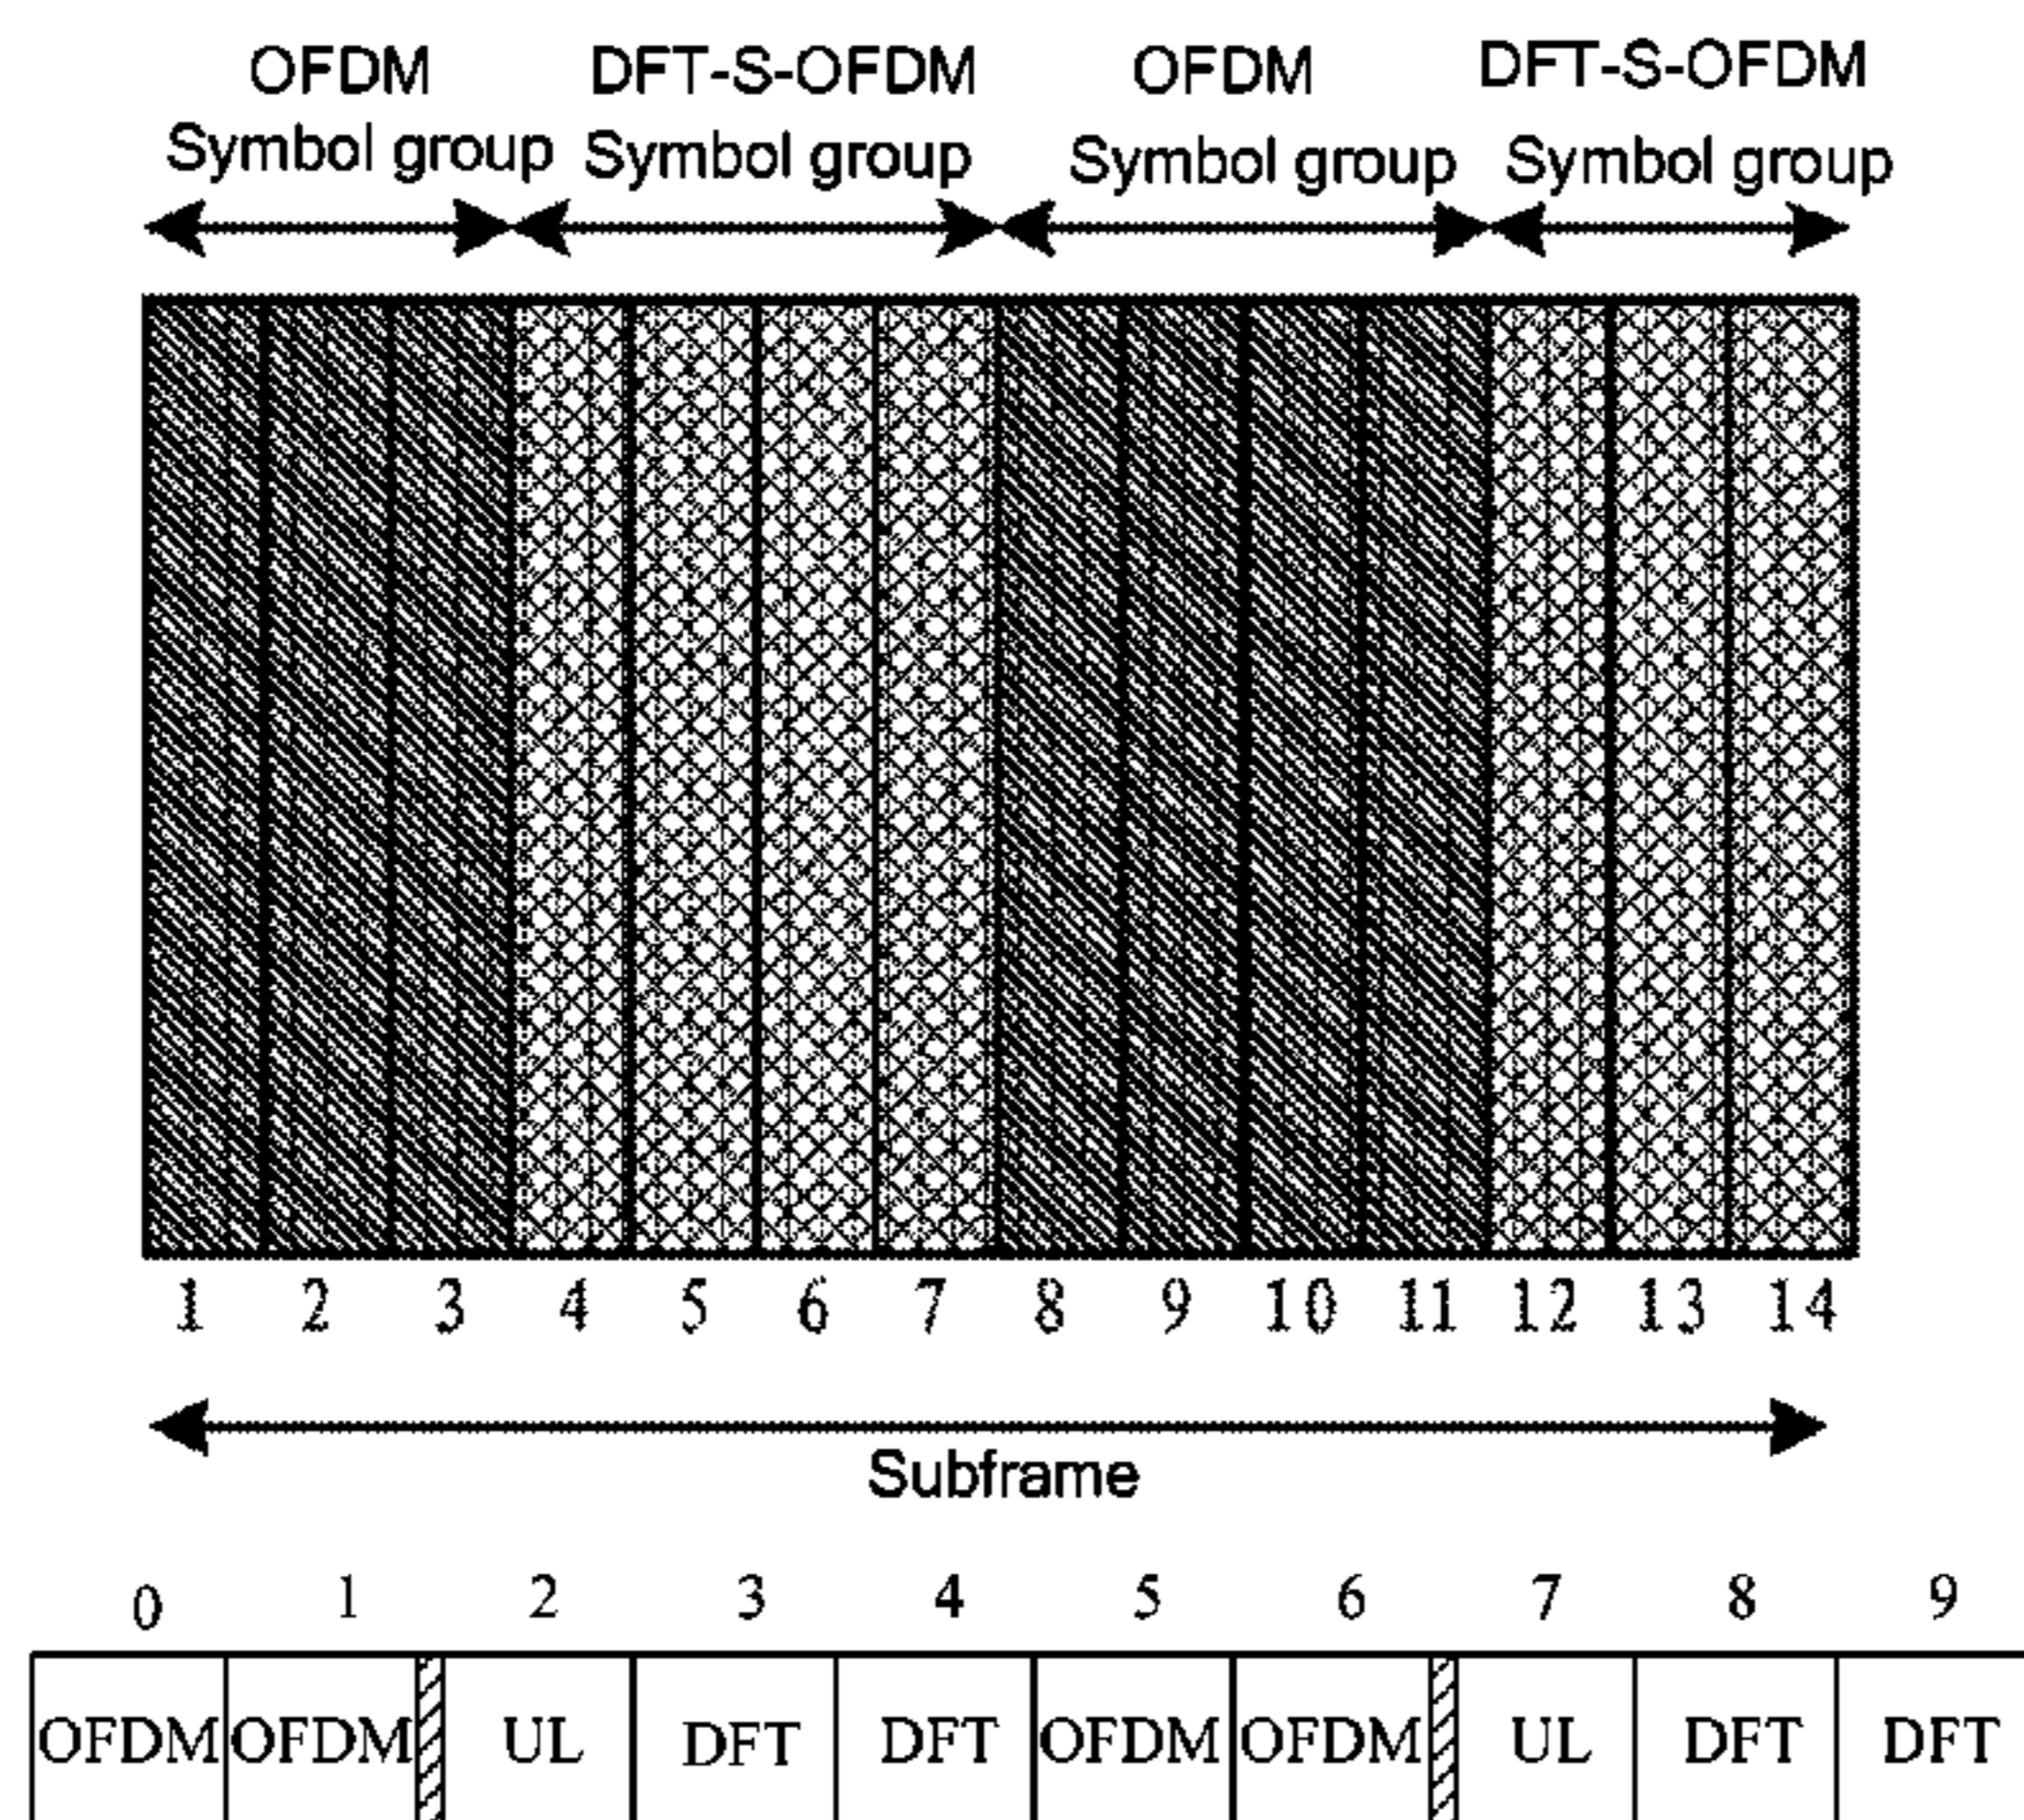 OFDM DFT-S-OFDM OFDM DFT-S-OFDM
Symbol group Symbol group Symbol group Symbol group
1 2 3 4 5 6 7 8 9 10 11 12 13 14
Subframe
0 1 2 3 4 5 6 7 8 9
OFDM OFDM UL DFT DFT OFDM OFDM UL DFT DFT